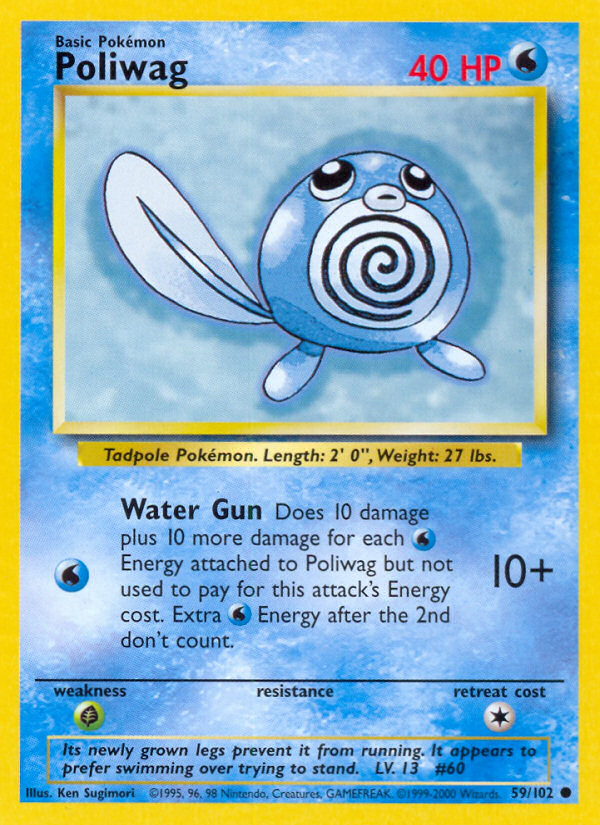 Basic Pokémon
Poliwag
40 HP
Tadpole Pokémon. Length: 2' 0", Weight: 27 lbs.
Water Gun Does 10 damage
plus 10 more damage for each
Energy attached to Poliwag but not
used to pay for this attack's Energy
cost. Extra Energy after the 2nd
don't count.
10+
weakness resistance retreat cost
Its newly grown legs prevent it from running. It appears to
prefer swimming over trying to stand. LV. 13 #60
Illus. Ken Sugimori ©1995, 96, 98 Nintendo, Creatures, GAMEFREAK. ©1999-2000 Wizards. 59/102